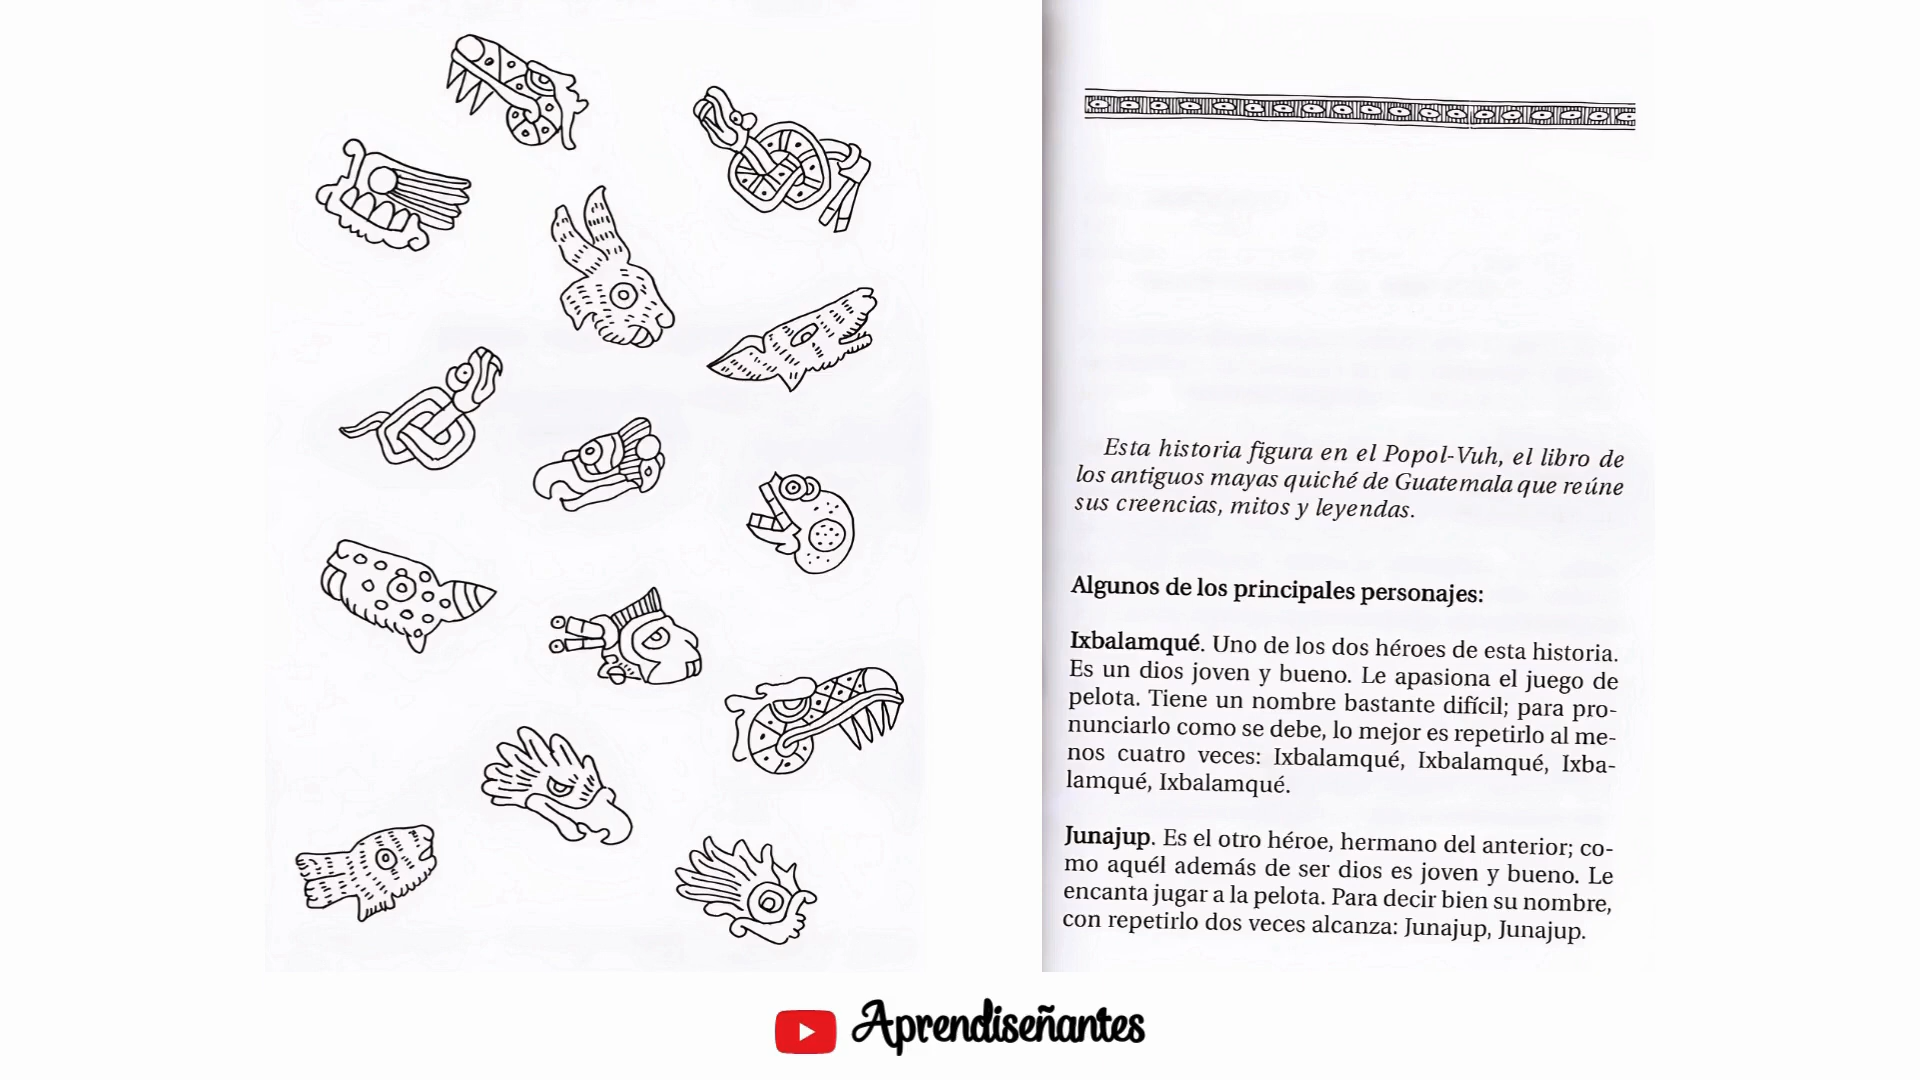 Esta historia figura en el Popol-Vuh, el libro de
los antiguos mayas quiché de Guatemala que reúne
sus creencias, mitos y leyendas.
Algunos de los principales personajes:
Ixbalamqué. Uno de los dos héroes de esta historia.
Es un dios joven y bueno. Le apasiona el juego de
pelota. Tiene un nombre bastante difícil; para pro-
nunciarlo como se debe, lo mejor es repetirlo al me-
nos cuatro veces: Ixbalamqué, Ixbalamqué, Ixba-
lamqué, Ixbalamqué.
Junajup. Es el otro héroe, hermano del anterior; co-
mo aquél además de ser dios es joven y bueno. Le
encanta jugar a la pelota. Para decir bien su nombre,
con repetirlo dos veces alcanza: Junajup, Junajup.
Aprendiseñantes